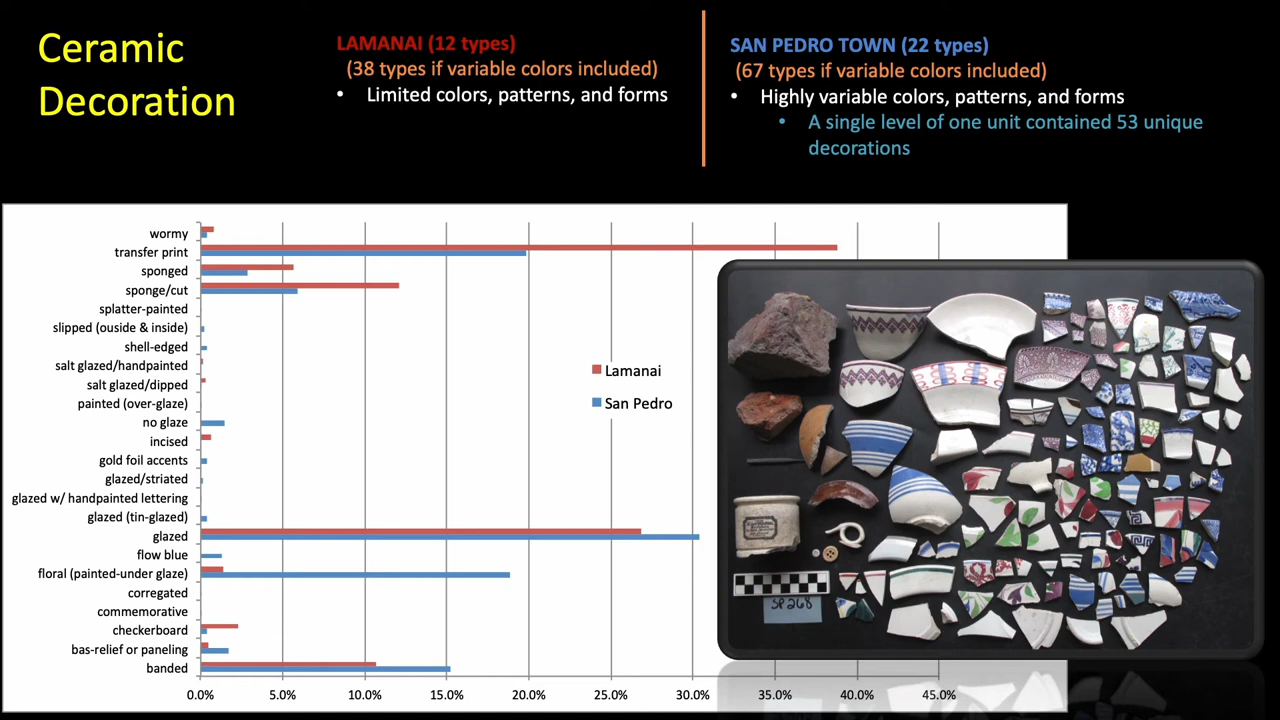 Ceramic
Decoration
LAMANAI (12 types)
(38 types if variable colors included)
• Limited colors, patterns, and forms
SAN PEDRO TOWN (22 types)
(67 types if variable colors included)
• Highly variable colors, patterns, and forms
• A single level of one unit contained 53 unique
decorations
wormy
transfer print
sponged
sponge/cut
splatter-painted
slipped (ouside & inside)
shell-edged
salt glazed/handpainted
salt glazed/dipped
painted (over-glaze)
no glaze
incised
gold foil accents
glazed/striated
glazed w/ handpainted lettering
glazed (tin-glazed)
glazed
flow blue
floral (painted-under glaze)
corregated
commemorative
checkerboard
bas-relief or paneling
banded
0.0% 5.0% 10.0% 15.0% 20.0% 25.0% 30.0% 35.0% 40.0% 45.0%
Lamanai
San Pedro
SP 268